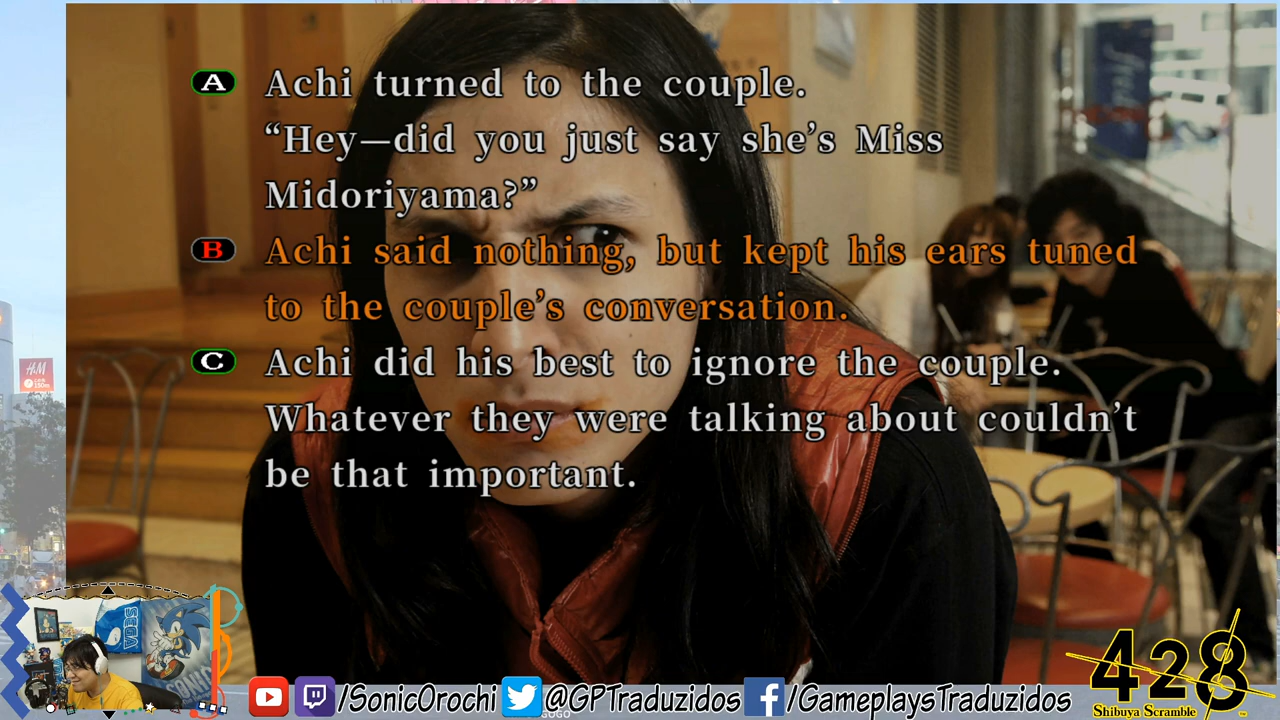 A Achi turned to the couple.
“Hey—did you just say she’s Miss
Midoriyama?”
B Achi said nothing, but kept his ears tuned
to the couple’s conversation.
C Achi did his best to ignore the couple.
Whatever they were talking about couldn’t
be that important.
H&M
SEGA
SONIC
/SonicOrochi @GPTraduzidos /GameplaysTraduzidos
428
Shibuya Scramble